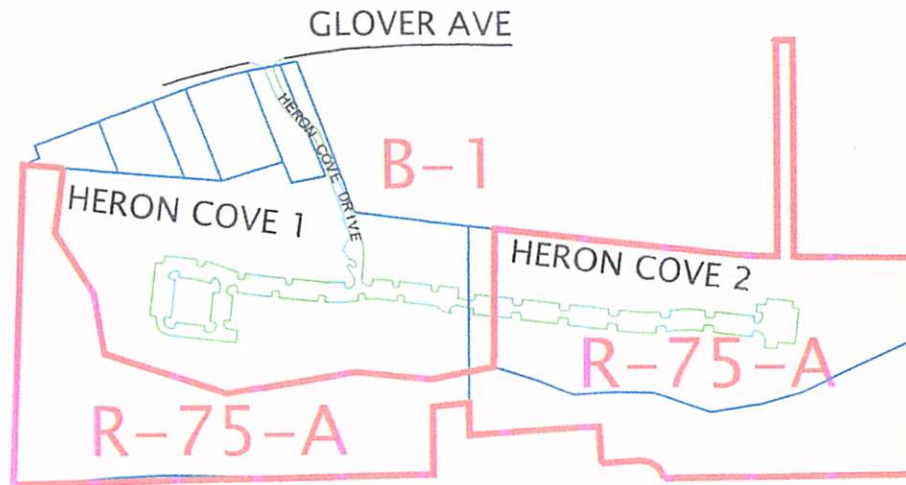 GLOVER AVE
HERON COVE DRIVE
B-1
HERON COVE 1
HERON COVE 2
R-75-A
R-75-A